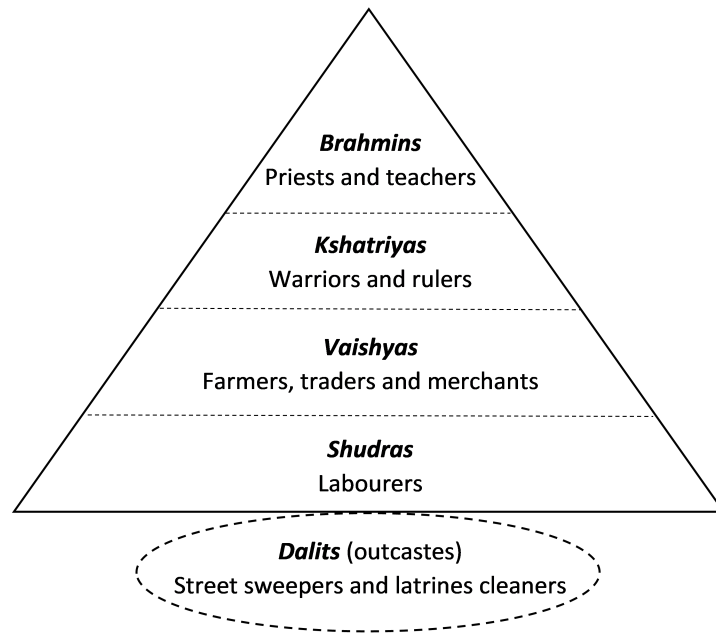 Brahmins
Priests and teachers
Kshatriyas
Warriors and rulers
Vaishyas
Farmers, traders and merchants
Shudras
Labourers
Dalits (outcastes)
Street sweepers and latrines cleaners